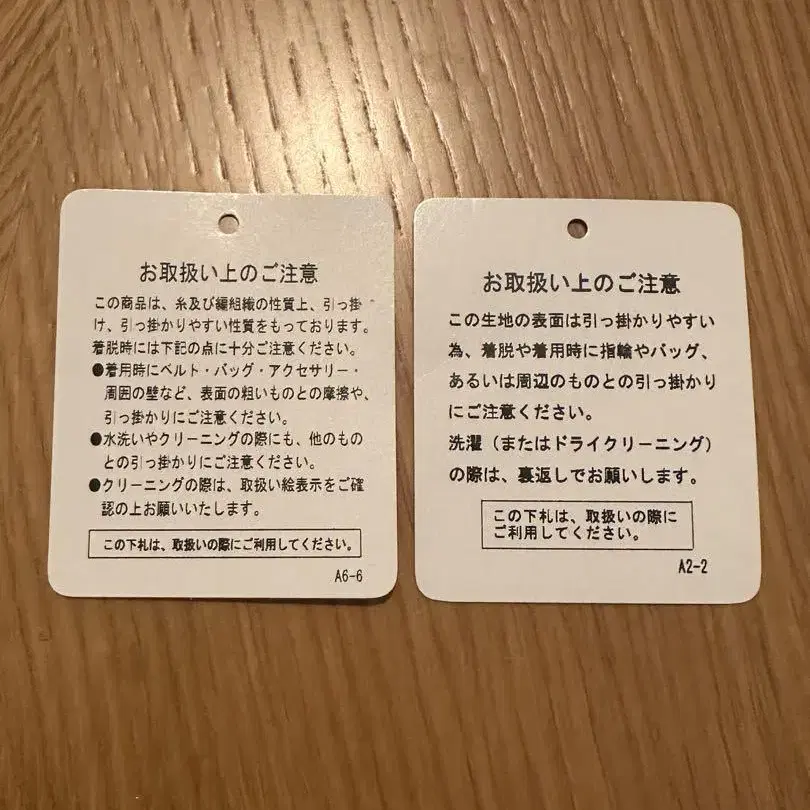 お取扱い上のご注意
この商品は、糸及び編組織の性質上、引っ掛
け、引っ掛かりやすい性質をもっております。
着脱時には下記の点に十分ご注意ください。
●着用時にベルト・バッグ・アクセサリー・
周囲の壁など、表面の粗いものとの摩擦や、
引っ掛かりにご注意ください。
●水洗いやクリーニングの際にも、他のもの
との引っ掛かりにご注意ください。
●クリーニングの際は、取扱い絵表示をご確
認の上お願いいたします。
この下札は、取扱いの際にご利用してください。
A6-6
お取扱い上のご注意
この生地の表面は引っ掛かりやすい
為、着脱や着用時に指輪やバッグ、
あるいは周辺のものとの引っ掛かり
にご注意ください。
洗濯（またはドライクリーニング）
の際は、裏返しでお願いします。
この下札は、取扱いの際に
ご利用してください。
A2-2